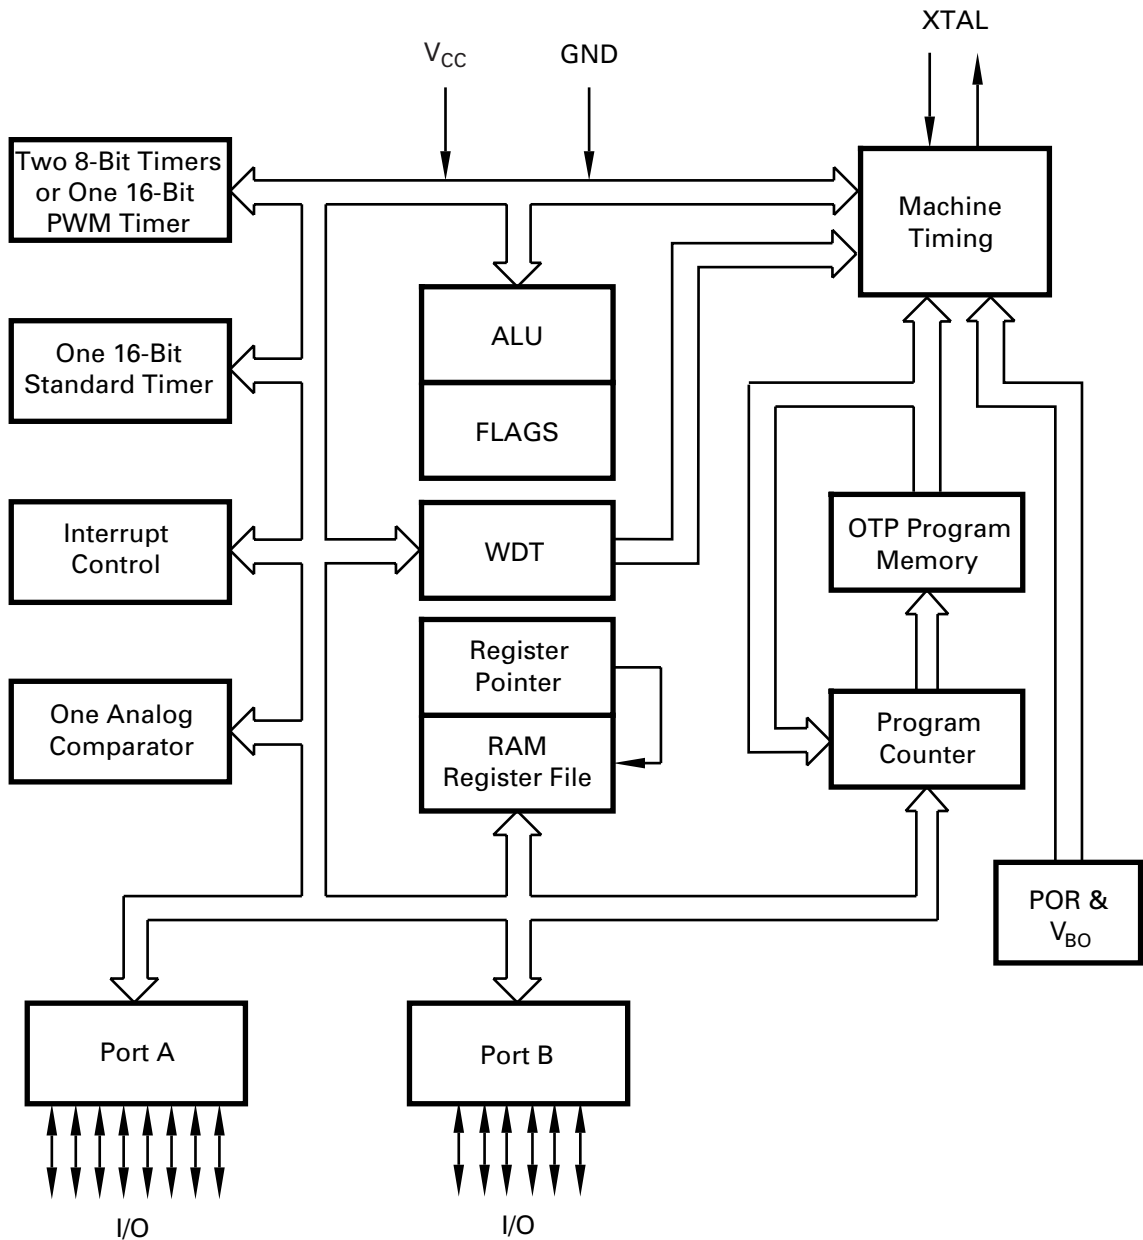 XTAL
VCC
GND
Two 8-Bit Timers
or One 16-Bit
PWM Timer
Machine
Timing
ALU
One 16-Bit
Standard Timer
FLAGS
Interrupt
Control
WDT
OTP Program
Memory
Register
Pointer
One Analog
Comparator
RAM
Register File
Program
Counter
POR &
VBO
Port A
Port B
I/O
I/O